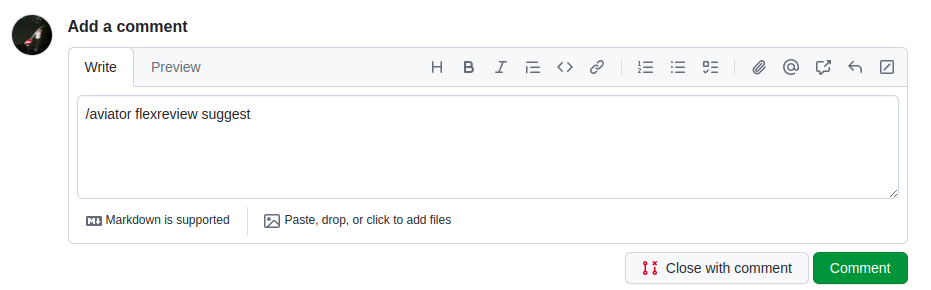 Add a comment
Write Preview
/aviator flexreview suggest
Markdown is supported Paste, drop, or click to add files
Close with comment Comment